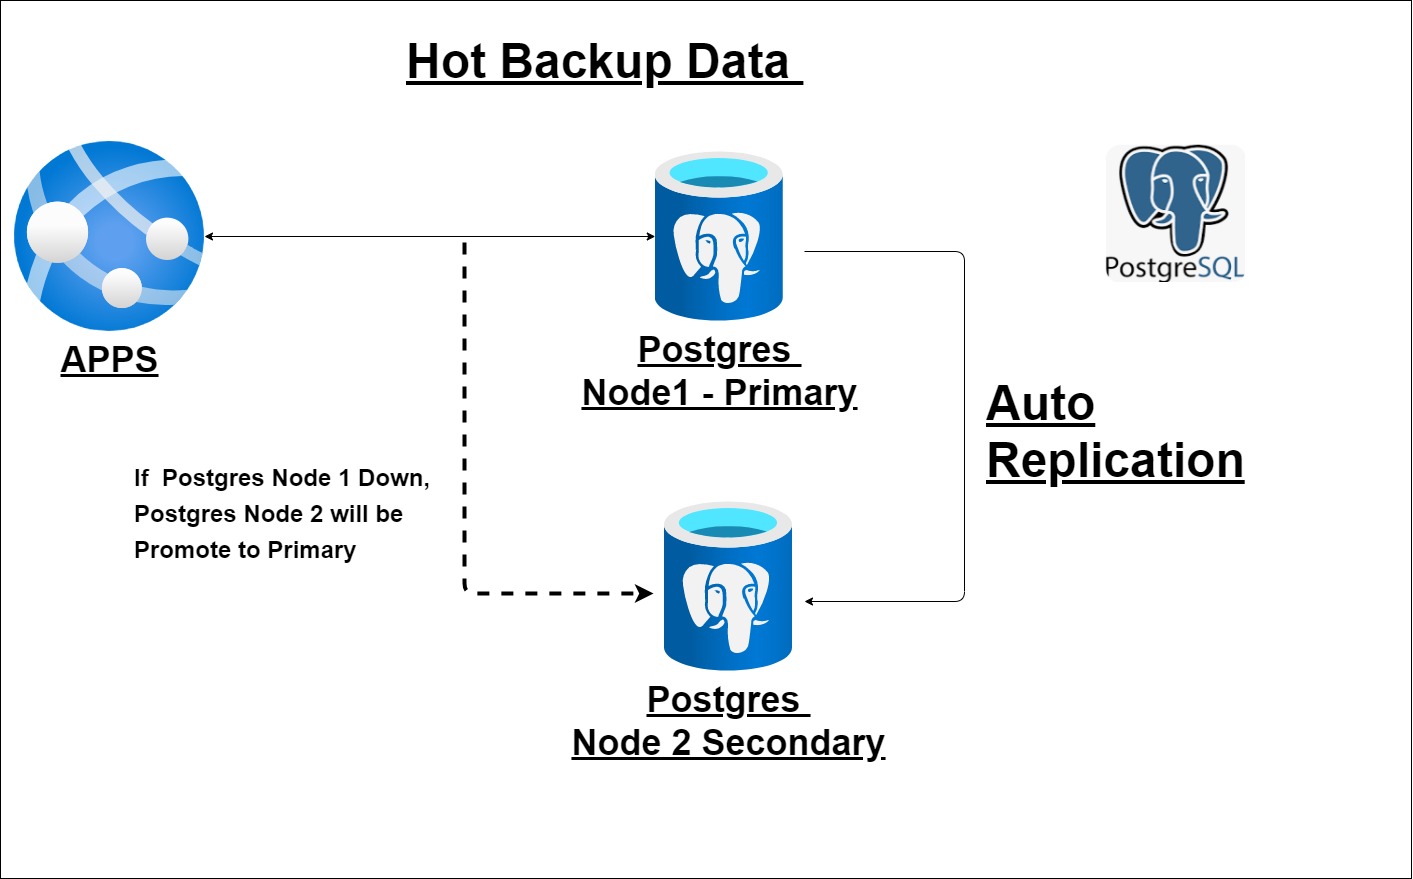 Hot Backup Data
PostgreSQL
APPS
Postgres
Node1 - Primary
Auto
Replication
If  Postgres Node 1 Down,
Postgres Node 2 will be
Promote to Primary
Postgres
Node 2 Secondary